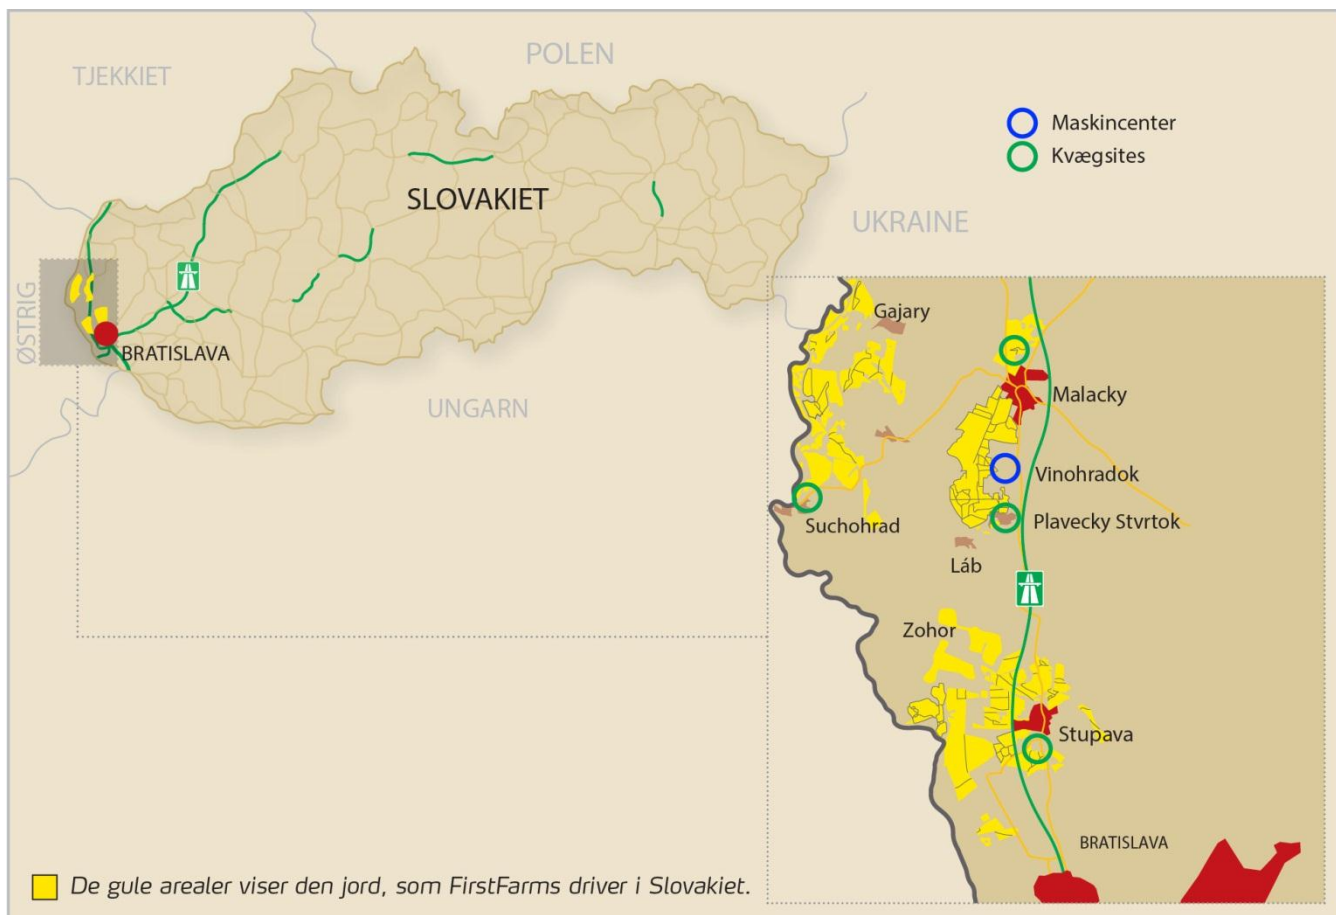 POLEN
TJEKKIET
Maskincenter
Kvægsites
SLOVAKIET
UKRAINE
ØSTRIG
BRATISLAVA
UNGARN
Gajary
Malacky
Vinohradok
Suchohrad
Plavecky Stvrtok
Láb
Zohor
Stupava
BRATISLAVA
De gule arealer viser den jord, som FirstFarms driver i Slovakiet.